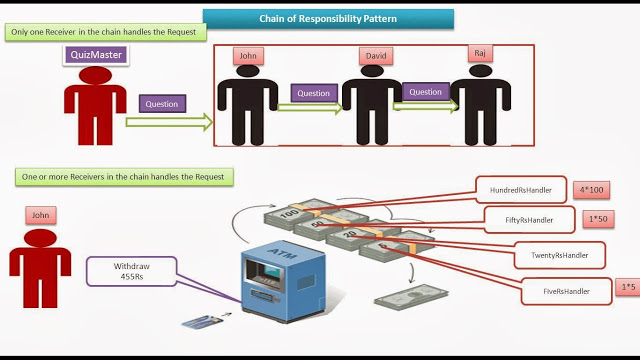 Chain of Responsibility Pattern
Only one Receiver in the chain handles the Request
QuizMaster
John
David
Raj
Question
Question
Question
One or more Receivers in the chain handles the Request
John
Withdraw
455Rs
ATM
100
50
20
5
HundredRsHandler
4*100
FiftyRsHandler
1*50
TwentyRsHandler
FiveRsHandler
1*5